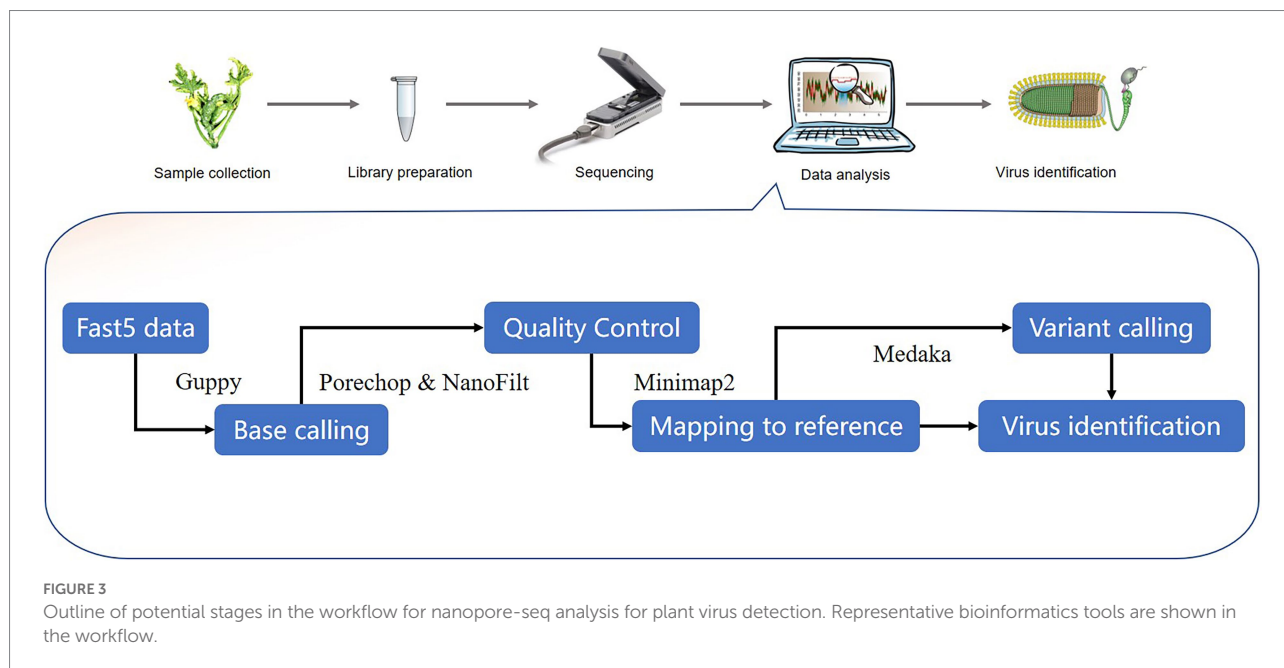 Sample collection
Library preparation
Sequencing
Data analysis
Virus identification
Fast5 data
Quality Control
Variant calling
Guppy
Porechop & NanoFilt
Minimap2
Medaka
Base calling
Mapping to reference
Virus identification
FIGURE 3
Outline of potential stages in the workflow for nanopore-seq analysis for plant virus detection. Representative bioinformatics tools are shown in
the workflow.